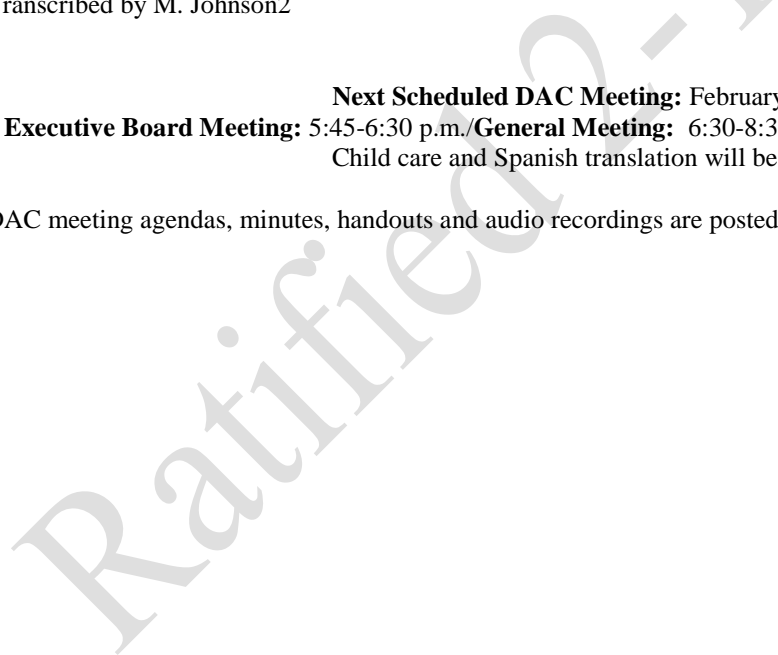 ranscribed by M. Johnson2
Next Scheduled DAC Meeting: February
Executive Board Meeting: 5:45-6:30 p.m./General Meeting: 6:30-8:3
Child care and Spanish translation will be
DAC meeting agendas, minutes, handouts and audio recordings are posted
Ratified 2-1